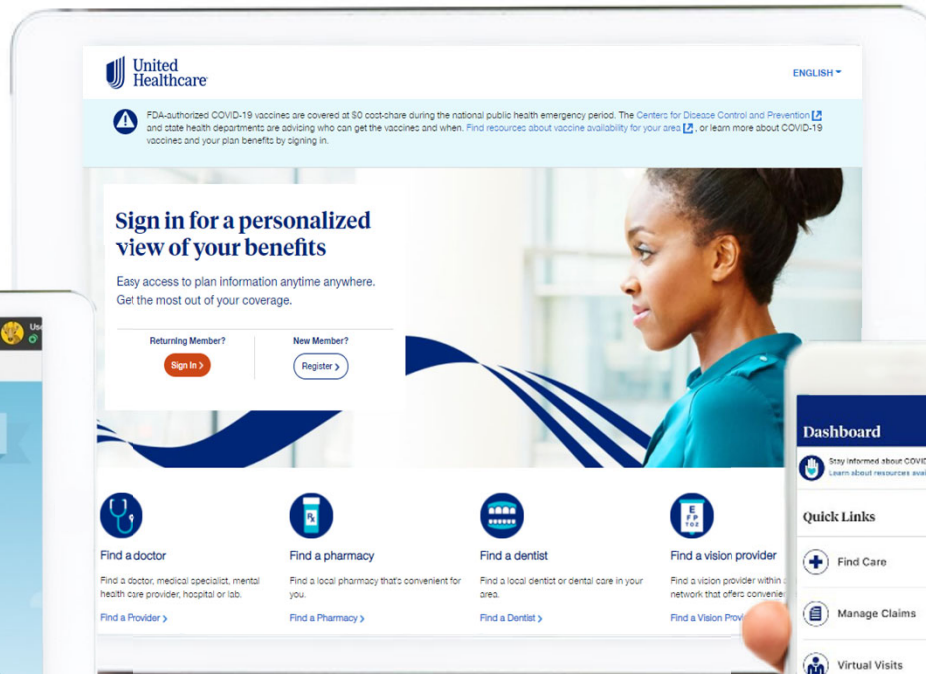 United
Healthcare
ENGLISH
FDA-authorized COVID-19 vaccines are covered at $0 cost-share during the national public health emergency period. The Centers for Disease Control and Prevention
and state health departments are advising who can get the vaccines and when. Find resources about vaccine availability for your area , or learn more about COVID-19
vaccines and your plan benefits by signing in.
Sign in for a personalized
view of your benefits
Easy access to plan information anytime anywhere.
Get the most out of your coverage.
Returning Member?
New Member?
Sign In >
Register >
Rx
E
F P
T O Z
Find a doctor
Find a pharmacy
Find a dentist
Find a vision provider
Find a doctor, medical specialist, mental
health care provider, hospital or lab.
Find a local pharmacy that's convenient for
you.
Find a local dentist or dental care in your
area.
Find a vision provider within
network that offers
Find a Provider >
Find a Pharmacy >
Find a Dentist >
Find a Vision
Dashboard
Stay informed about
Learn about resources
Quick Links
Find Care
Manage Claims
Virtual Visits